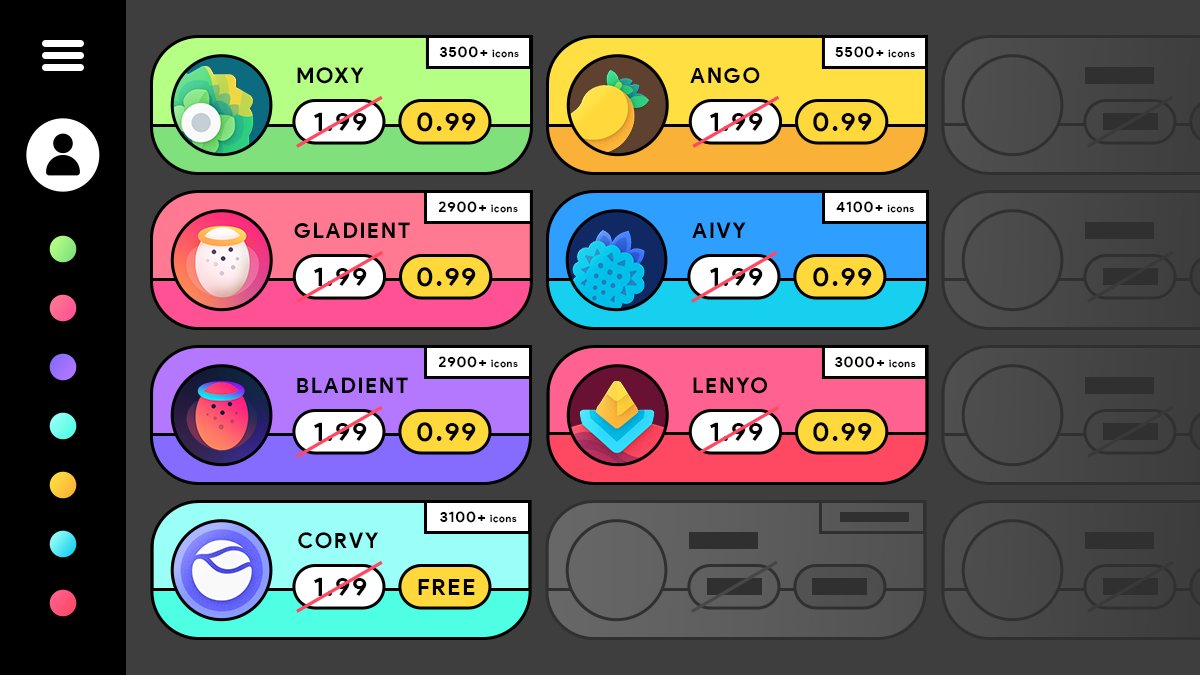 3500+ icons
MOXY
1.99 0.99
5500+ icons
ANGO
1.99 0.99
2900+ icons
GLADIENT
1.99 0.99
4100+ icons
AIVY
1.99 0.99
2900+ icons
BLADIENT
1.99 0.99
3000+ icons
LENYO
1.99 0.99
3100+ icons
CORVY
1.99 FREE